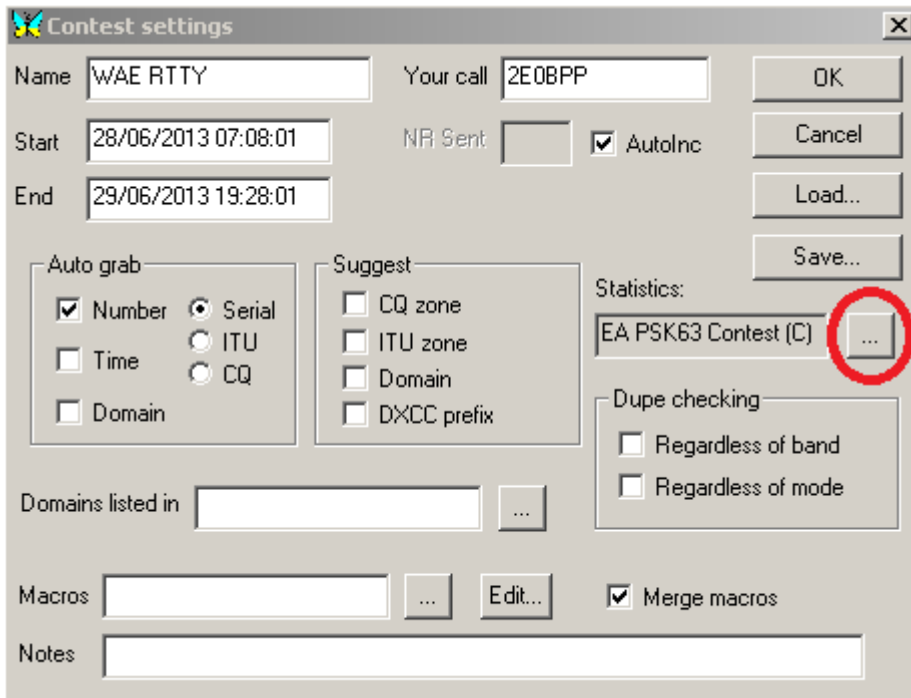 Contest settings
Name WAE RTTY Your call 2E0BPP OK
Start 28/06/2013 07:08:01 NR Sent AutoInc Cancel
End 29/06/2013 19:28:01 Load...
Save...
Auto grab Suggest
Statistics:
Number Serial CQ zone
EA PSK63 Contest (C) ...
Time ITU ITU zone
CQ Domain
Domain DXCC prefix
Dupe checking
Regardless of band
Regardless of mode
Domains listed in ...
Macros ... Edit... Merge macros
Notes